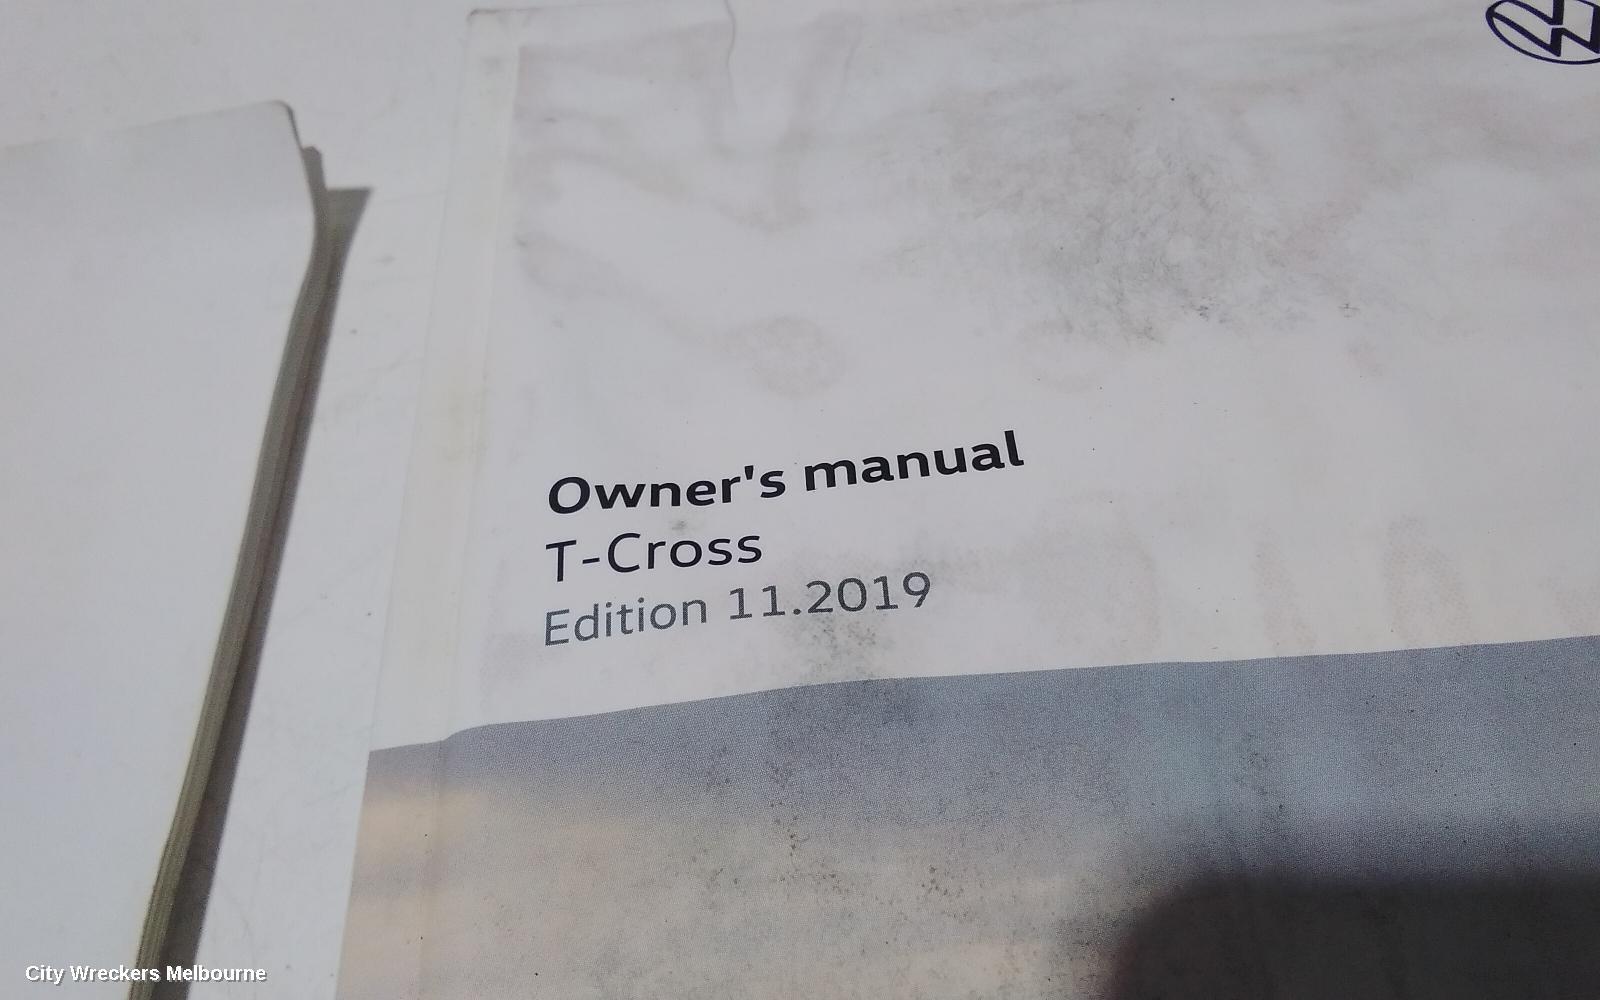 Owner's manual
T-Cross
Edition 11.2019
City Wreckers Melbourne